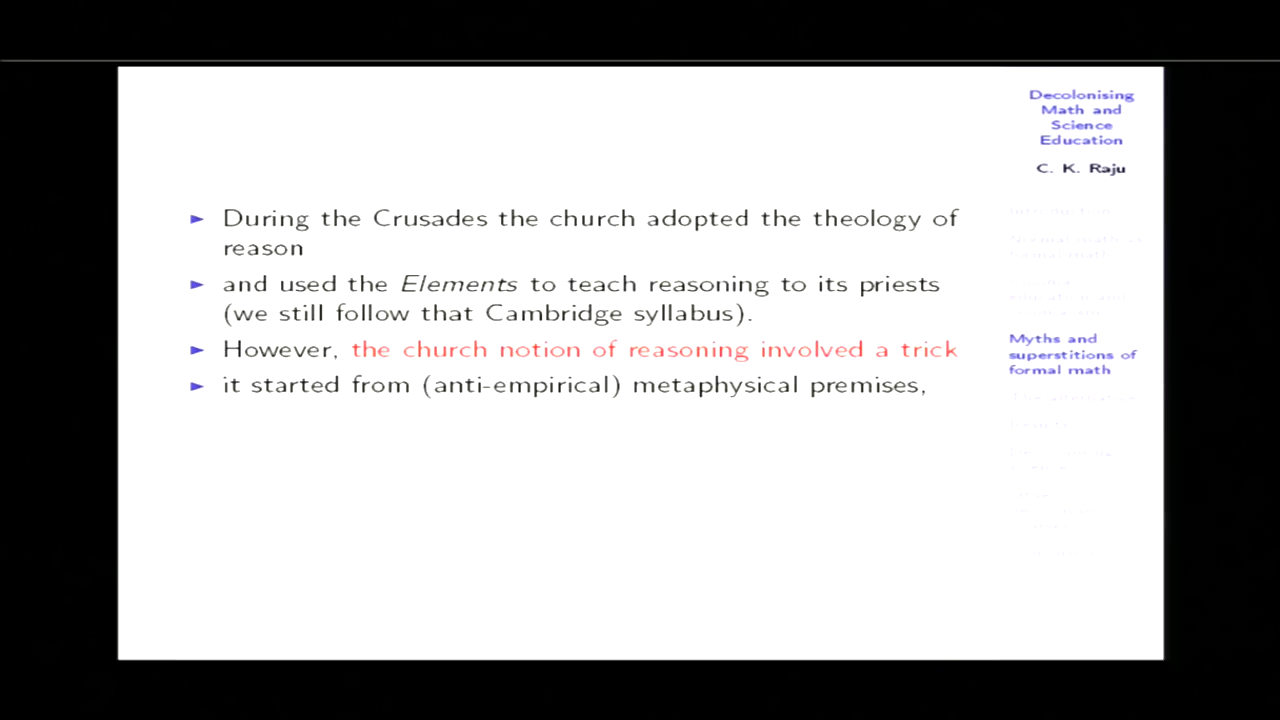 During the Crusades the church adopted the theology of
reason
and used the Elements to teach reasoning to its priests
(we still follow that Cambridge syllabus).
However, the church notion of reasoning involved a trick
it started from (anti-empirical) metaphysical premises,
Decolonising
Math and
Science
Education
C. K. Raju
Myths and
superstitions of
formal math